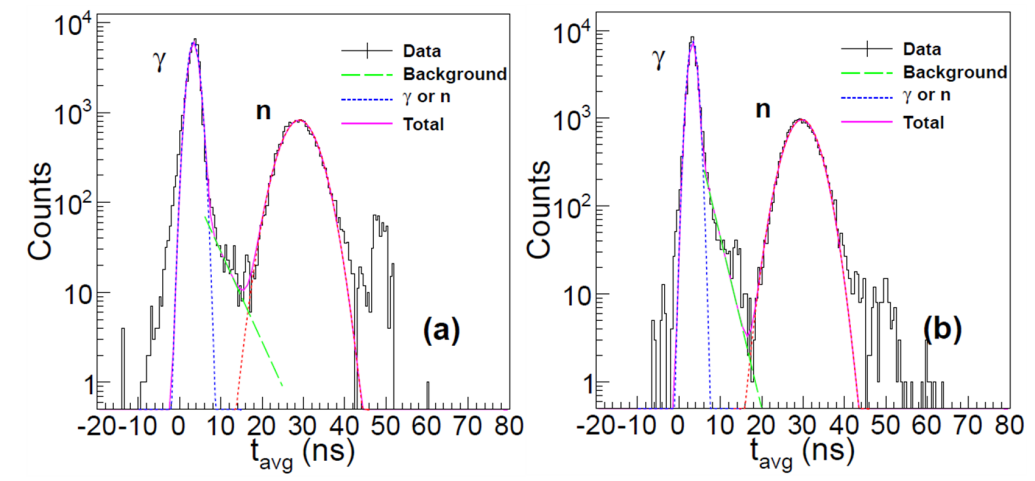 10⁴
γ
Data
Background
γ or n
Total
n
10³
10²
10
1
Counts
(a)
-20 -10 0 10 20 30 40 50 60 70 80
t_avg (ns)
10⁴
γ
Data
Background
γ or n
Total
n
10³
10²
10
1
Counts
(b)
-20 -10 0 10 20 30 40 50 60 70 80
t_avg (ns)